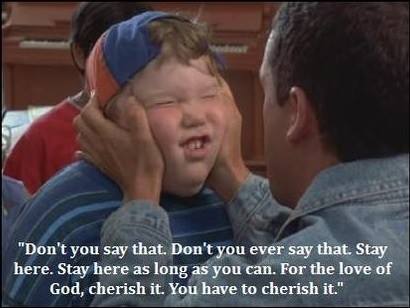 "Don't you say that. Don't you ever say that. Stay
here. Stay here as long as you can. For the love of
God, cherish it. You have to cherish it."